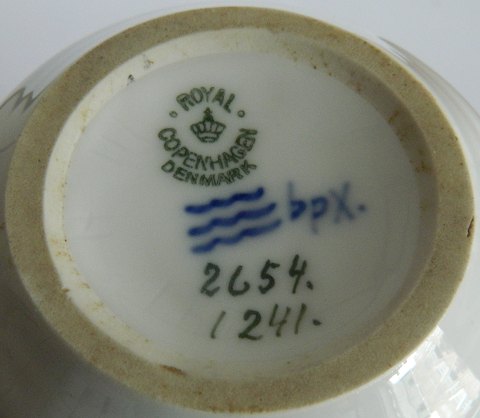 · ROYAL ·
COPENHAGEN
DENMARK
bpX.
2654.
1241.